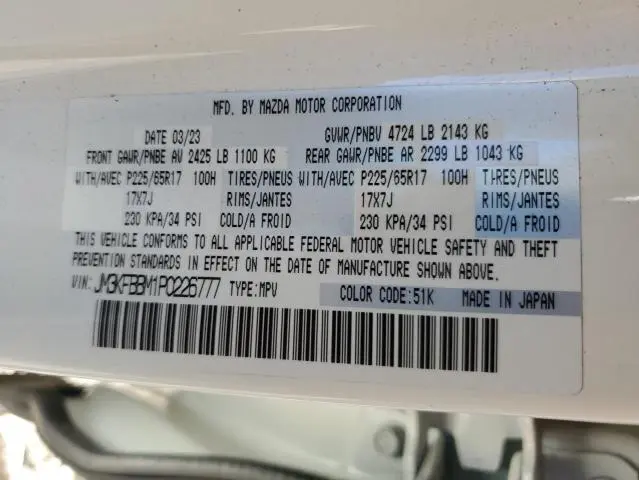 MFD. BY MAZDA MOTOR CORPORATION
DATE 03/23 GVWR/PNBV 4724 LB 2143 KG
FRONT GAWR/PNBE AV 2425 LB 1100 KG REAR GAWR/PNBE AR 2299 LB 1043 KG
WITH/AVEC P225/65R17 100H TIRES/PNEUS WITH/AVEC P225/65R17 100H TIRES/PNEUS
17X7J RIMS/JANTES 17X7J RIMS/JANTES
230 KPA/34 PSI COLD/A FROID 230 KPA/34 PSI COLD/A FROID
THIS VEHICLE CONFORMS TO ALL APPLICABLE FEDERAL MOTOR VEHICLE SAFETY AND THEFT
PREVENTION STANDARDS IN EFFECT ON THE DATE OF MANUFACTURE SHOWN ABOVE.
VIN: JM3KFBBM1P0226777 TYPE:MPV COLOR CODE:51K MADE IN JAPAN